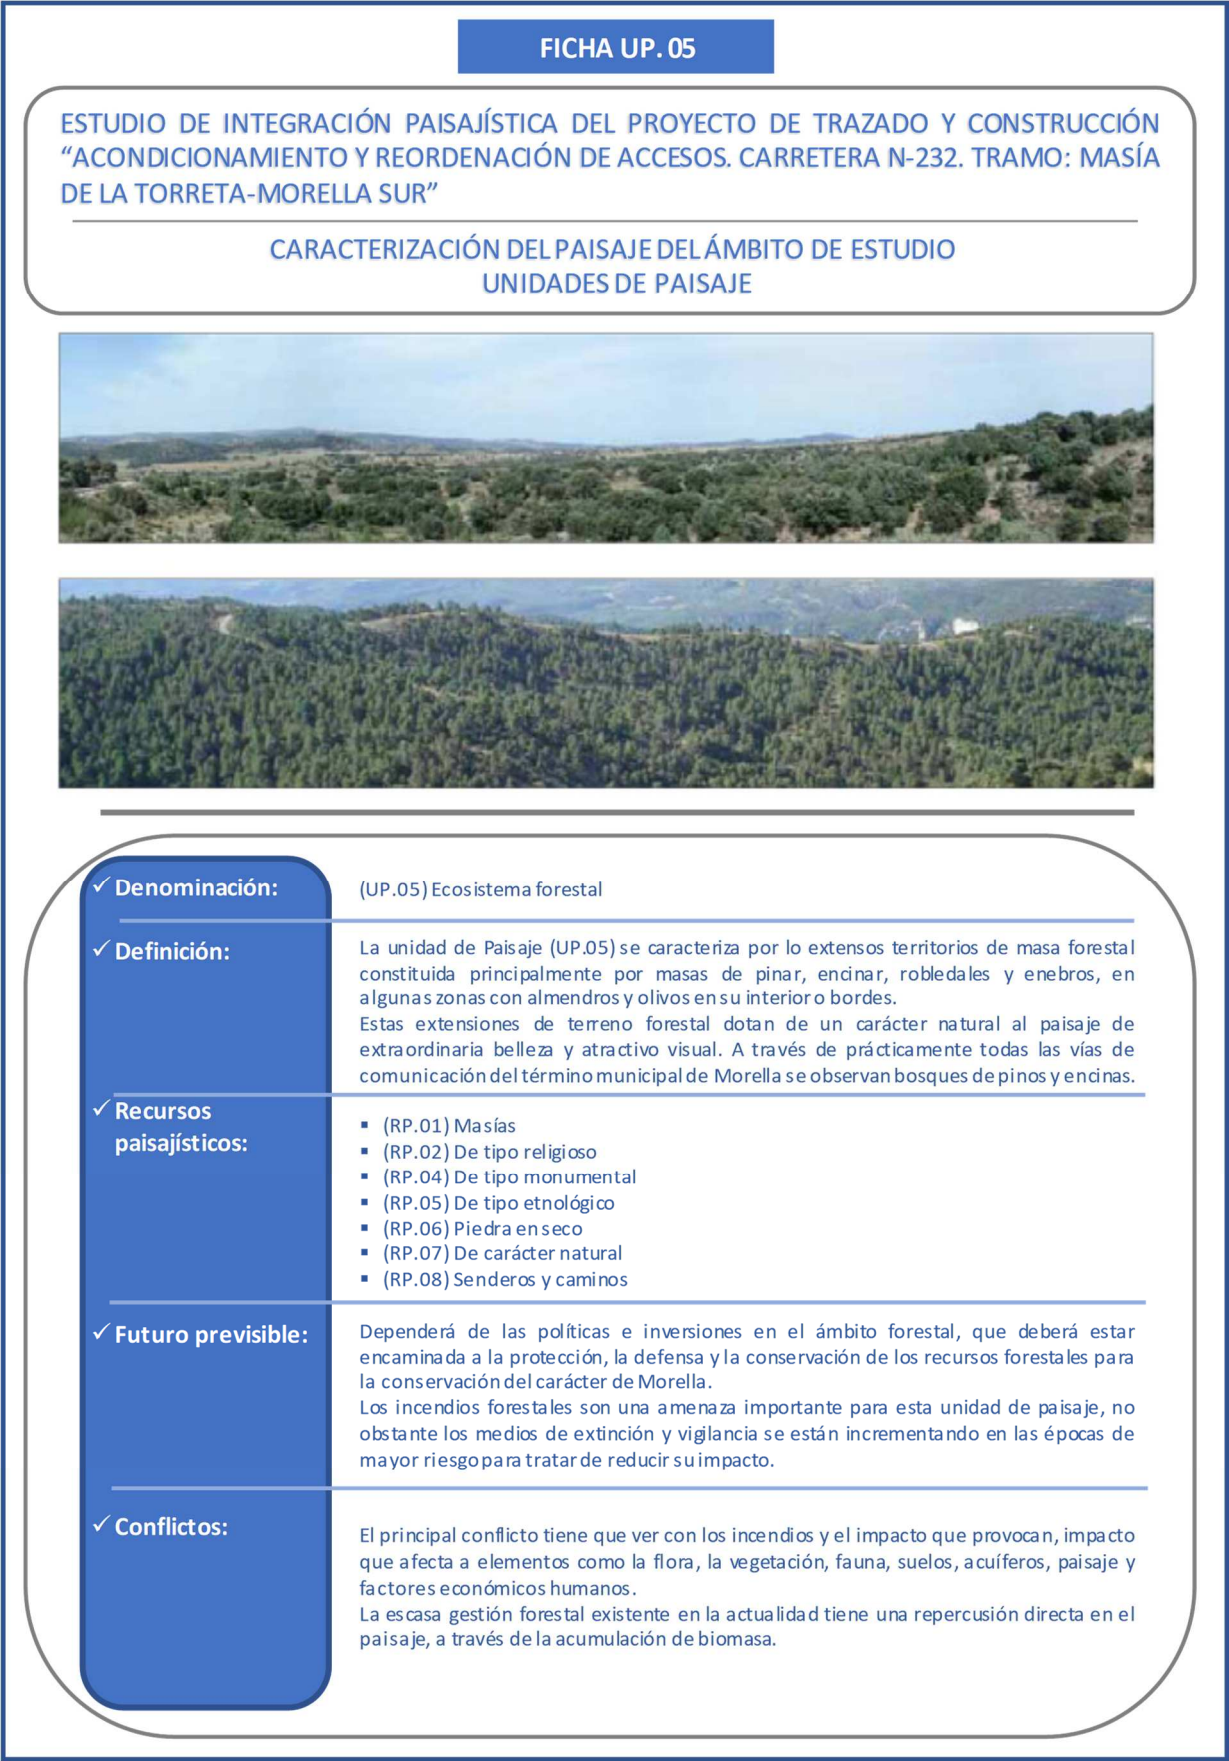 FICHA UP. 05
ESTUDIO DE INTEGRACIÓN PAISAJÍSTICA DEL PROYECTO DE TRAZADO Y CONSTRUCCIÓN
“ACONDICIONAMIENTO Y REORDENACIÓN DE ACCESOS. CARRETERA N-232. TRAMO: MASÍA
DE LA TORRETA-MORELLA SUR”
CARACTERIZACIÓN DEL PAISAJE DEL ÁMBITO DE ESTUDIO
UNIDADES DE PAISAJE
✓ Denominación:
(UP.05) Ecosistema forestal
✓ Definición:
La unidad de Paisaje (UP.05) se caracteriza por lo extensos territorios de masa forestal
constituida principalmente por masas de pinar, encinar, robledales y enebros, en
algunas zonas con almendros y olivos en su interior o bordes.
Estas extensiones de terreno forestal dotan de un carácter natural al paisaje de
extraordinaria belleza y atractivo visual. A través de prácticamente todas las vías de
comunicación del término municipal de Morella se observan bosques de pinos y encinas.
✓ Recursos
paisajísticos:
▪ (RP.01) Masías
▪ (RP.02) De tipo religioso
▪ (RP.04) De tipo monumental
▪ (RP.05) De tipo etnológico
▪ (RP.06) Piedra en seco
▪ (RP.07) De carácter natural
▪ (RP.08) Senderos y caminos
✓ Futuro previsible:
Dependerá de las políticas e inversiones en el ámbito forestal, que deberá estar
encaminada a la protección, la defensa y la conservación de los recursos forestales para
la conservación del carácter de Morella.
Los incendios forestales son una amenaza importante para esta unidad de paisaje, no
obstante los medios de extinción y vigilancia se están incrementando en las épocas de
mayor riesgo para tratar de reducir su impacto.
✓ Conflictos:
El principal conflicto tiene que ver con los incendios y el impacto que provocan, impacto
que afecta a elementos como la flora, la vegetación, fauna, suelos, acuíferos, paisaje y
factores económicos humanos.
La escasa gestión forestal existente en la actualidad tiene una repercusión directa en el
paisaje, a través de la acumulación de biomasa.